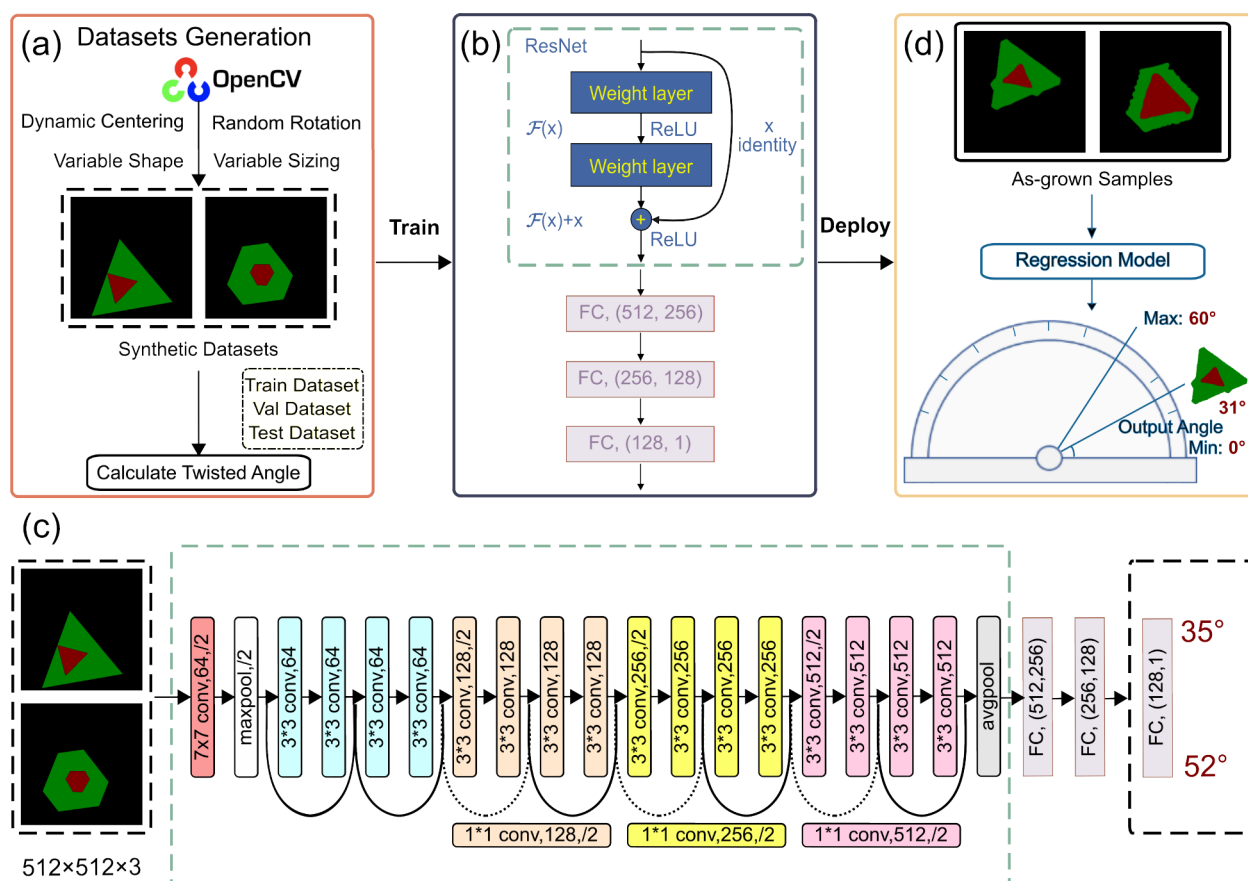 (a)
Datasets Generation
OpenCV
Dynamic Centering
Random Rotation
Variable Shape
Variable Sizing
Synthetic Datasets
Train Dataset
Val Dataset
Test Dataset
Calculate Twisted Angle
Train
(b)
ResNet
Weight layer
ℱ(x)
ReLU
x
identity
Weight layer
ℱ(x)+x
+
ReLU
FC, (512, 256)
FC, (256, 128)
FC, (128, 1)
Deploy
(d)
As-grown Samples
Regression Model
Max: 60°
31°
Output Angle
Min: 0°
(c)
512×512×3
7x7 conv,64,/2
maxpool,/2
3*3 conv,64
3*3 conv,64
3*3 conv,64
3*3 conv,64
3*3 conv,128,/2
3*3 conv,128
3*3 conv,128
3*3 conv,128
3*3 conv,256,/2
3*3 conv,256
3*3 conv,256
3*3 conv,256
3*3 conv,512,/2
3*3 conv,512
3*3 conv,512
3*3 conv,512
avgpool
FC, (512,256)
FC, (256,128)
FC, (128,1)
35°
52°
1*1 conv,128,/2
1*1 conv,256,/2
1*1 conv,512,/2